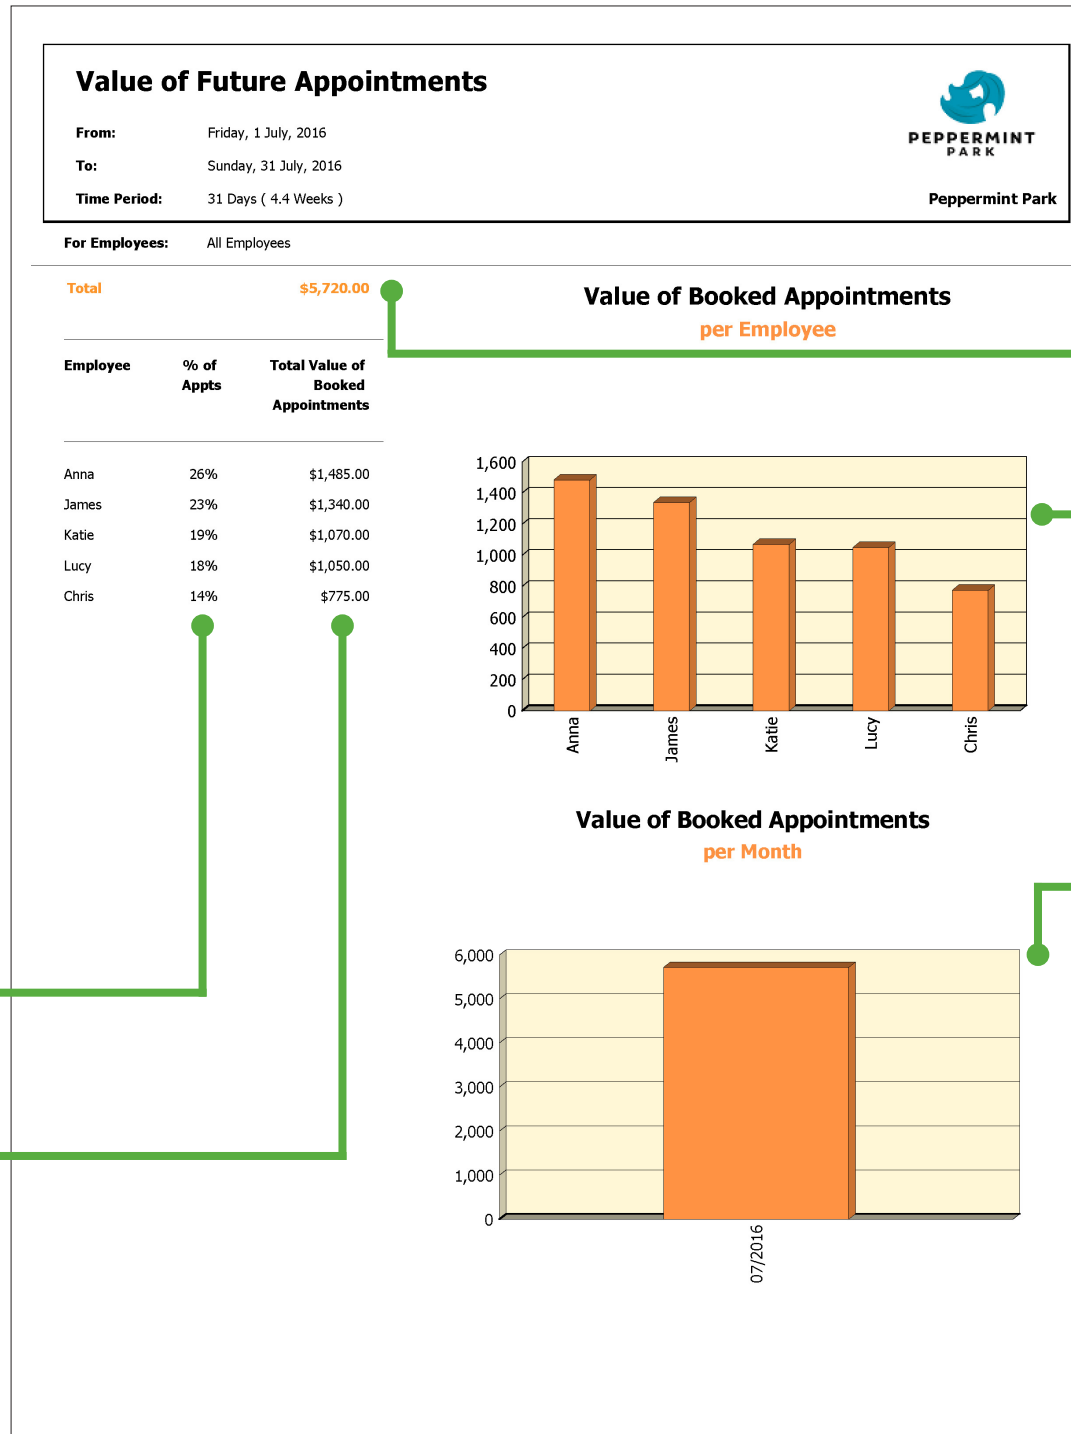 Value of Future Appointments
From: Friday, 1 July, 2016
To: Sunday, 31 July, 2016
Time Period: 31 Days ( 4.4 Weeks )
PEPPERMINT
PARK
Peppermint Park
For Employees: All Employees
Total $5,720.00
Employee % of Appts Total Value of Booked Appointments
Anna 26% $1,485.00
James 23% $1,340.00
Katie 19% $1,070.00
Lucy 18% $1,050.00
Chris 14% $775.00
Value of Booked Appointments
per Employee
1,600
1,400
1,200
1,000
800
600
400
200
0
Anna James Katie Lucy Chris
Value of Booked Appointments
per Month
6,000
5,000
4,000
3,000
2,000
1,000
0
07/2016